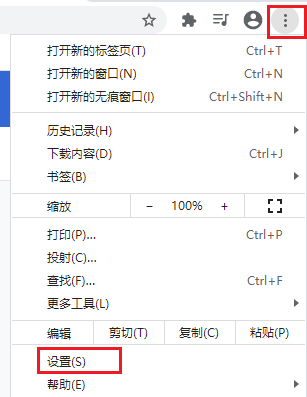 打开新的标签页(T) Ctrl+T
打开新的窗口(N) Ctrl+N
打开新的无痕窗口(I) Ctrl+Shift+N
历史记录(H)
下载内容(D) Ctrl+J
书签(B)
缩放 − 100% +
打印(P)... Ctrl+P
投射(C)...
查找(F)... Ctrl+F
更多工具(L)
编辑 剪切(T) 复制(C) 粘贴(P)
设置(S)
帮助(E)